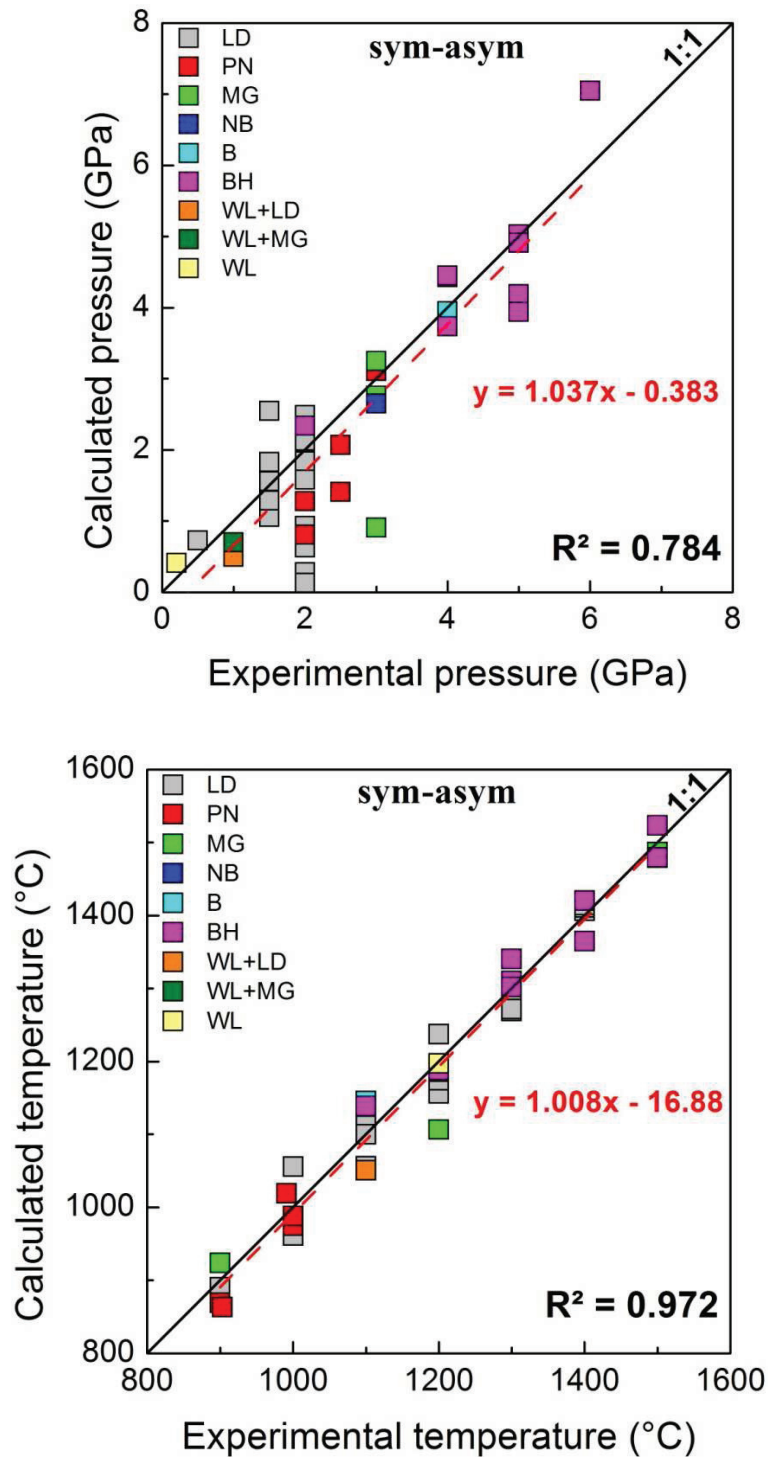 8
6
4
2
0
Calculated pressure (GPa)
LD
PN
MG
NB
B
BH
WL+LD
WL+MG
WL
sym-asym
1:1
y = 1.037x - 0.383
R² = 0.784
0 2 4 6 8
Experimental pressure (GPa)
1600
1400
1200
1000
800
Calculated temperature (°C)
LD
PN
MG
NB
B
BH
WL+LD
WL+MG
WL
sym-asym
1:1
y = 1.008x - 16.88
R² = 0.972
800 1000 1200 1400 1600
Experimental temperature (°C)